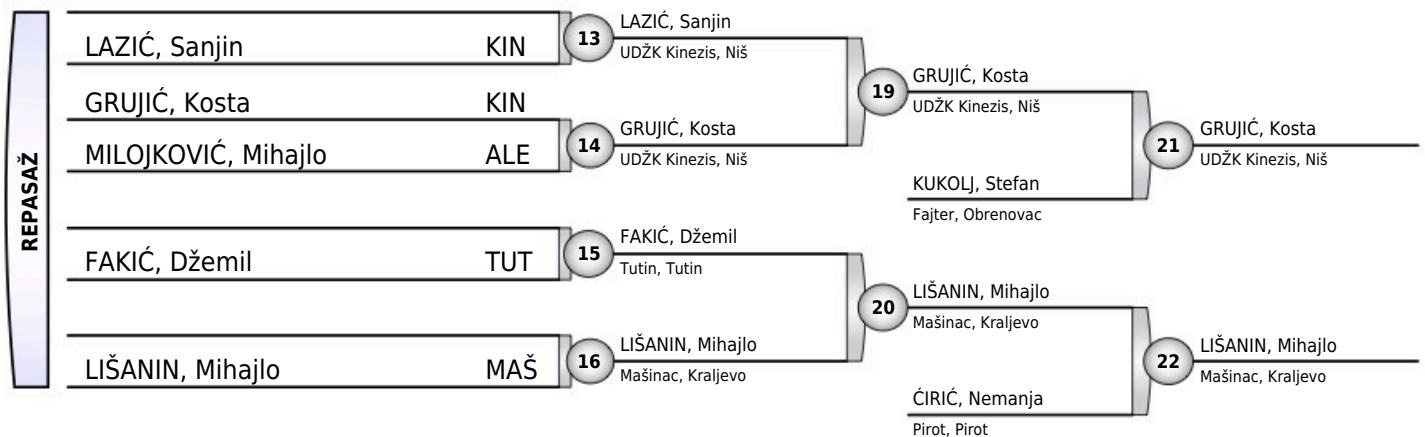 REPASAŽ
LAZIĆ, Sanjin KIN
GRUJIĆ, Kosta KIN
MILOJKOVIĆ, Mihajlo ALE
FAKIĆ, Džemil TUT
LIŠANIN, Mihajlo MAŠ
13
LAZIĆ, Sanjin
UDŽK Kinezis, Niš
14
GRUJIĆ, Kosta
UDŽK Kinezis, Niš
15
FAKIĆ, Džemil
Tutin, Tutin
16
LIŠANIN, Mihajlo
Mašinac, Kraljevo
19
GRUJIĆ, Kosta
UDŽK Kinezis, Niš
KUKOLJ, Stefan
Fajter, Obrenovac
20
LIŠANIN, Mihajlo
Mašinac, Kraljevo
ĆIRIĆ, Nemanja
Pirot, Pirot
21
GRUJIĆ, Kosta
UDŽK Kinezis, Niš
22
LIŠANIN, Mihajlo
Mašinac, Kraljevo